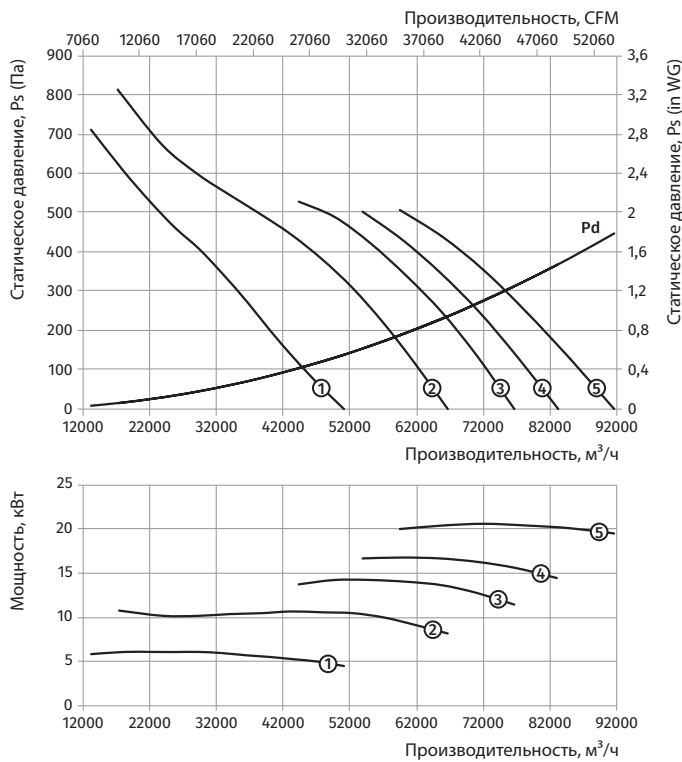 Производительность, CFM
7060 12060 17060 22060 27060 32060 37060 42060 47060 52060
Статическое давление, Ps (Па)
900 3,6
800 3,2
700 2,8
600 2,4
500 2
400 1,6
300 1,2
200 0,8
100 0,4
0 0
Статическое давление, Ps (in WG)
Pd
1 2 3 4 5
12000 22000 32000 42000 52000 62000 72000 82000 92000
Производительность, м³/ч
Мощность, кВт
25
20
15
10
5
0
5
4
3
2
1
12000 22000 32000 42000 52000 62000 72000 82000 92000
Производительность, м³/ч